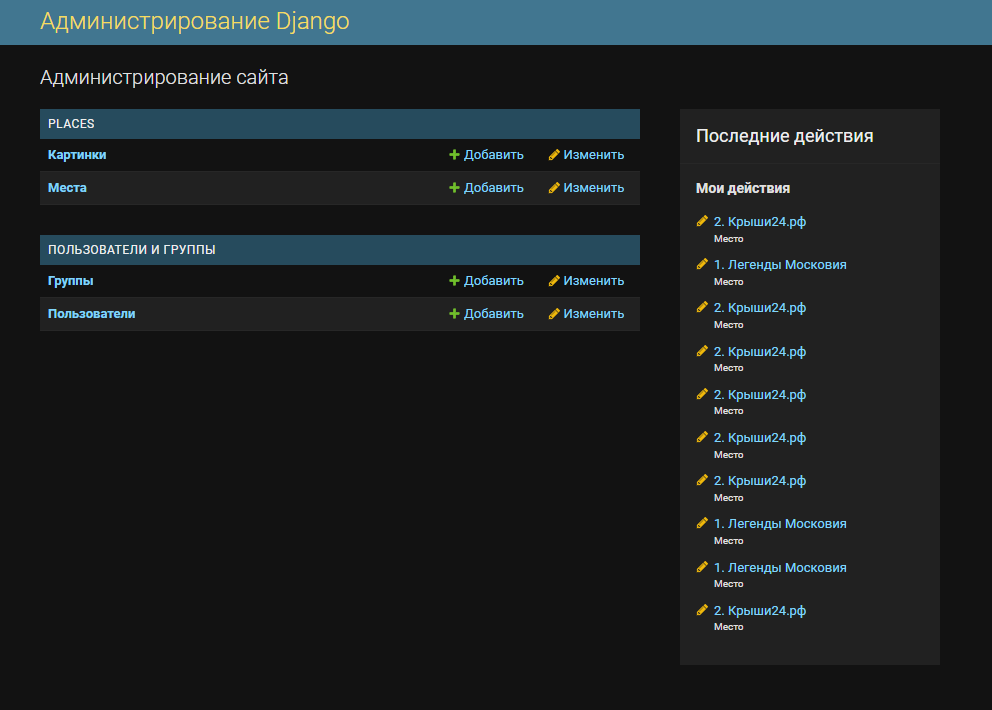 Администрирование Django
Администрирование сайта
PLACES
Картинки Добавить Изменить
Места Добавить Изменить
ПОЛЬЗОВАТЕЛИ И ГРУППЫ
Группы Добавить Изменить
Пользователи Добавить Изменить
Последние действия
Мои действия
2. Крыши24.рф
Место
1. Легенды Московия
Место
2. Крыши24.рф
Место
2. Крыши24.рф
Место
2. Крыши24.рф
Место
2. Крыши24.рф
Место
2. Крыши24.рф
Место
1. Легенды Московия
Место
1. Легенды Московия
Место
2. Крыши24.рф
Место